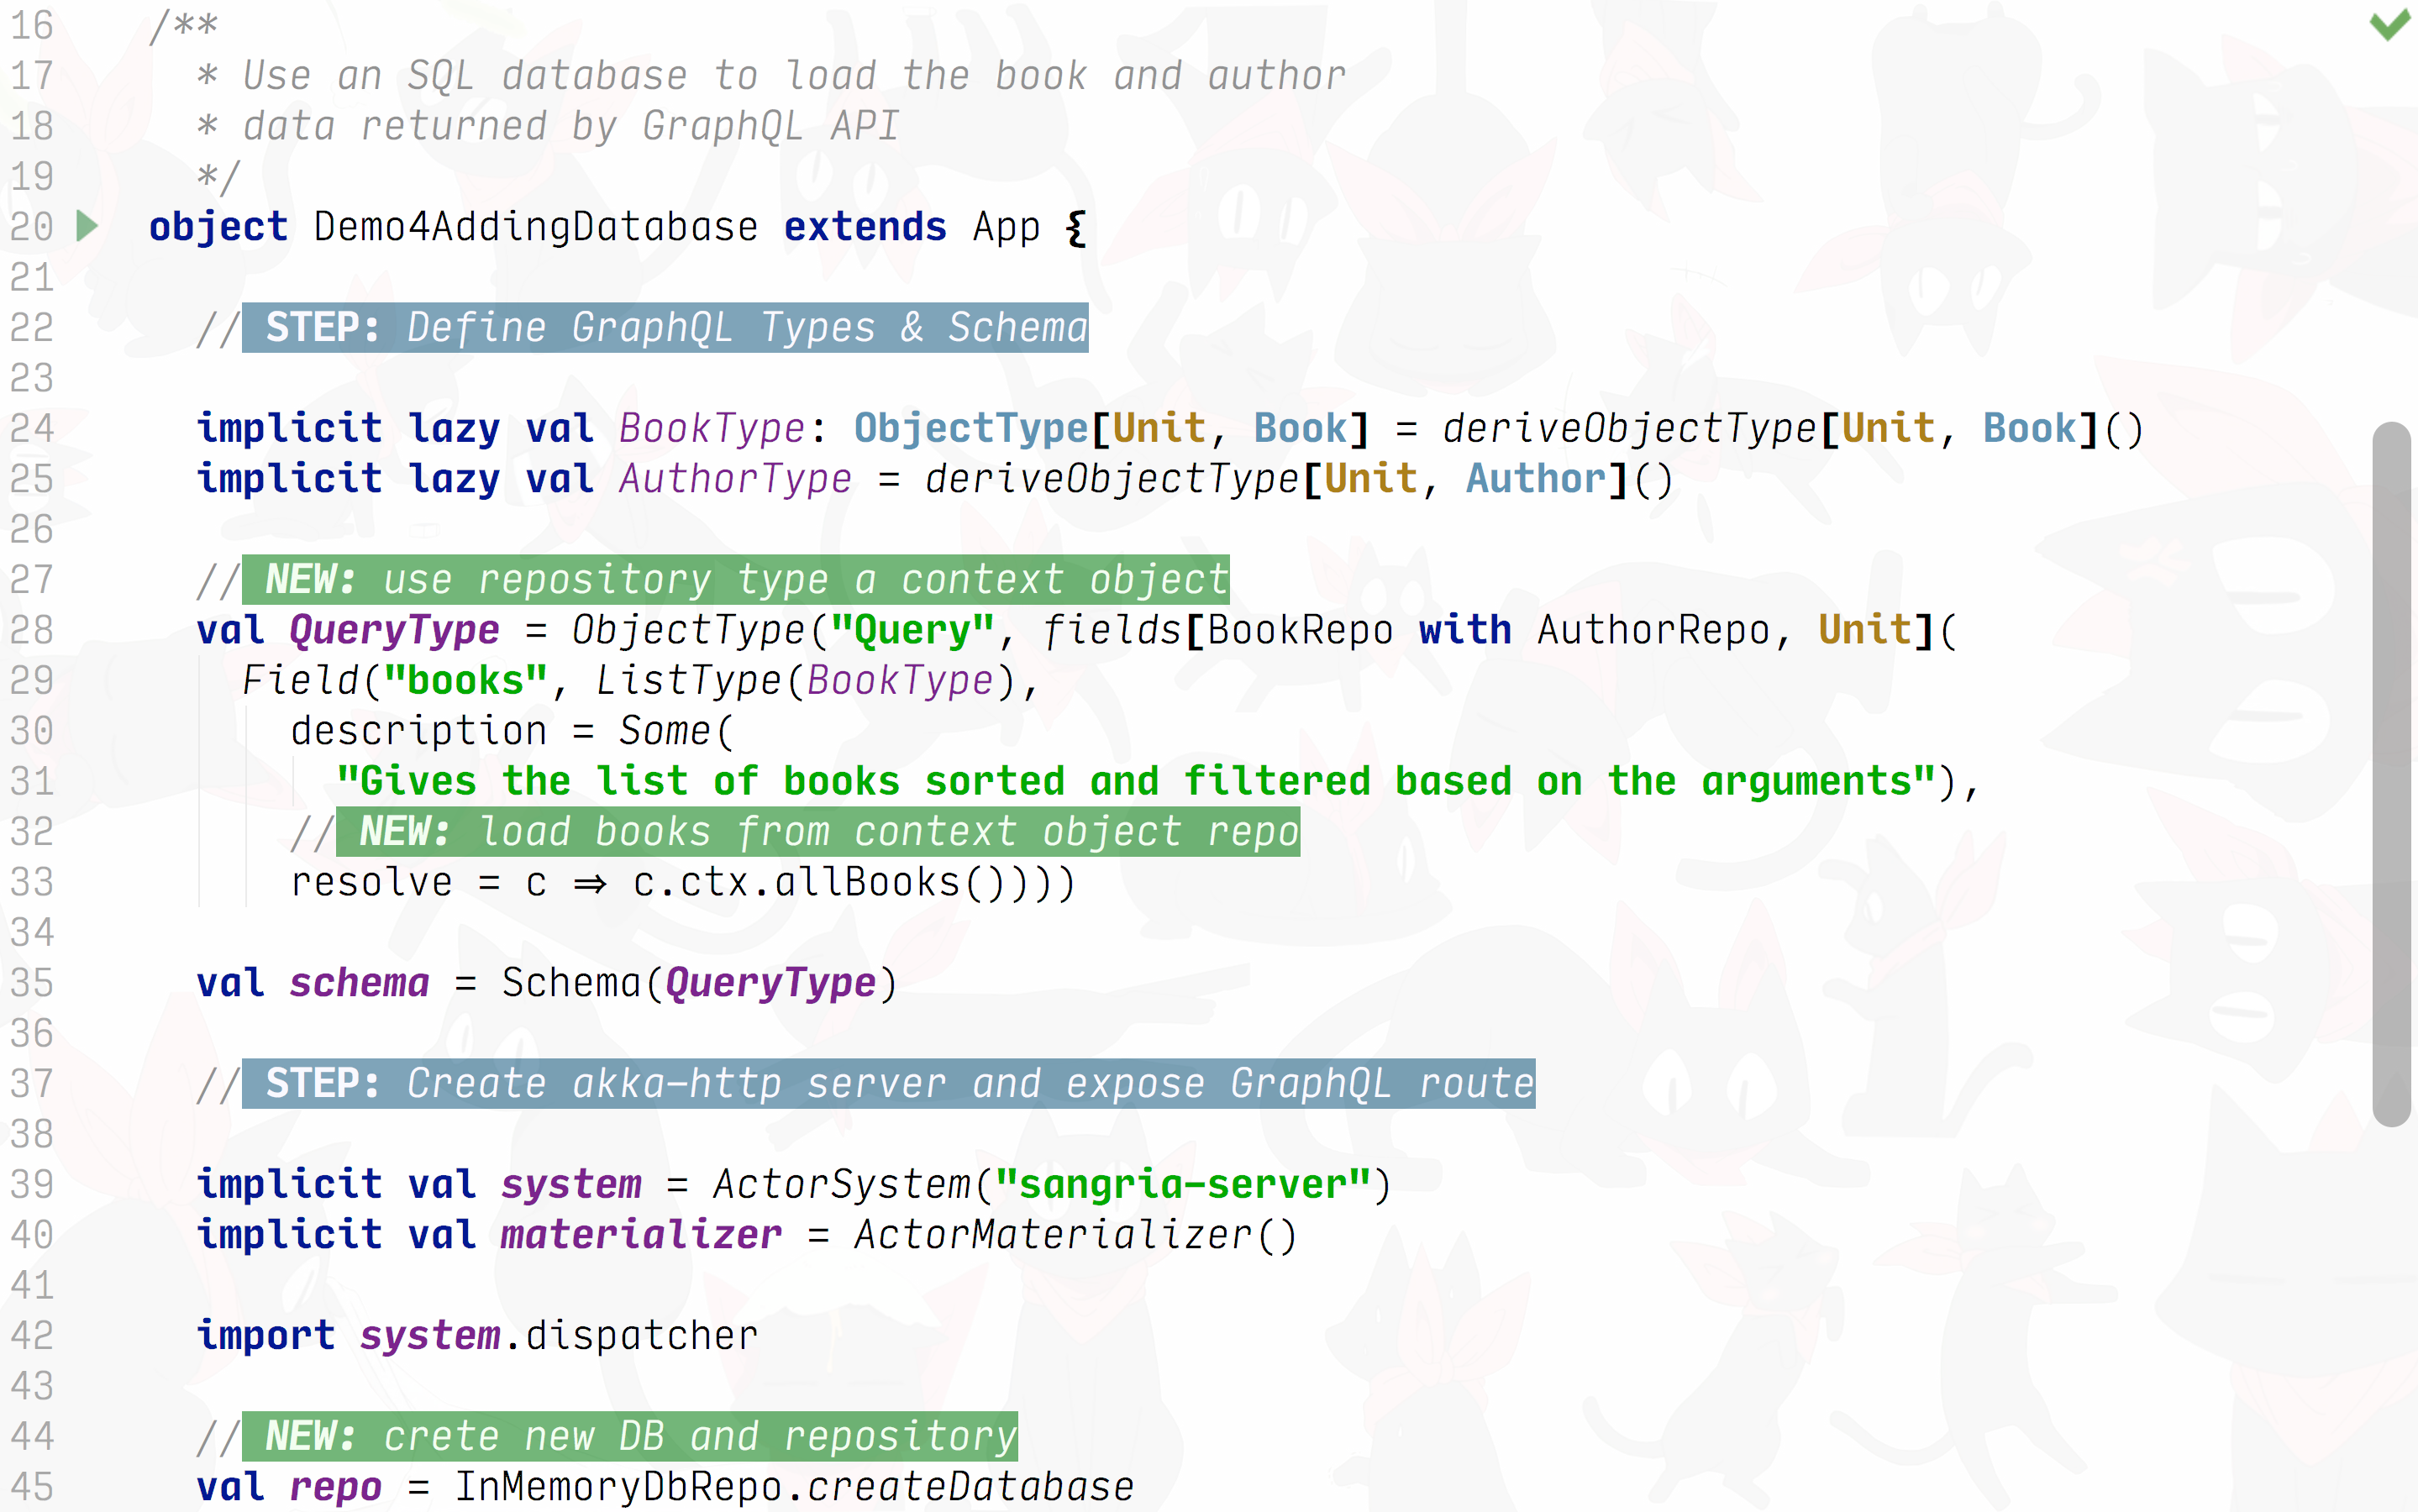 16 /**
17 * Use an SQL database to load the book and author
18 * data returned by GraphQL API
19 */
20 object Demo4AddingDatabase extends App {
21
22 // STEP: Define GraphQL Types & Schema
23
24 implicit lazy val BookType: ObjectType[Unit, Book] = deriveObjectType[Unit, Book]()
25 implicit lazy val AuthorType = deriveObjectType[Unit, Author]()
26
27 // NEW: use repository type a context object
28 val QueryType = ObjectType("Query", fields[BookRepo with AuthorRepo, Unit](
29 Field("books", ListType(BookType),
30 description = Some(
31 "Gives the list of books sorted and filtered based on the arguments"),
32 // NEW: load books from context object repo
33 resolve = c ⇒ c.ctx.allBooks())))
34
35 val schema = Schema(QueryType)
36
37 // STEP: Create akka-http server and expose GraphQL route
38
39 implicit val system = ActorSystem("sangria-server")
40 implicit val materializer = ActorMaterializer()
41
42 import system.dispatcher
43
44 // NEW: crete new DB and repository
45 val repo = InMemoryDbRepo.createDatabase